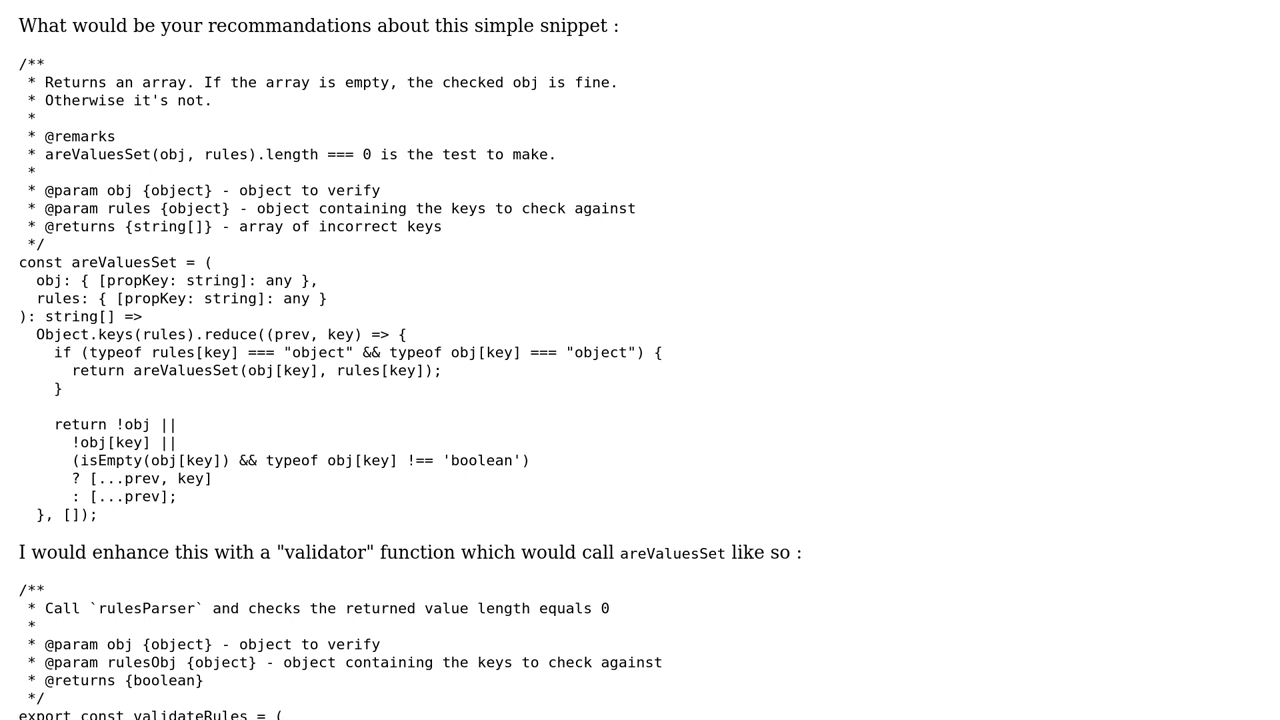 What would be your recommandations about this simple snippet :
/**
 * Returns an array. If the array is empty, the checked obj is fine.
 * Otherwise it's not.
 *
 * @remarks
 * areValuesSet(obj, rules).length === 0 is the test to make.
 *
 * @param obj {object} - object to verify
 * @param rules {object} - object containing the keys to check against
 * @returns {string[]} - array of incorrect keys
 */
const areValuesSet = (
  obj: { [propKey: string]: any },
  rules: { [propKey: string]: any }
): string[] =>
  Object.keys(rules).reduce((prev, key) => {
    if (typeof rules[key] === "object" && typeof obj[key] === "object") {
      return areValuesSet(obj[key], rules[key]);
    }

    return !obj ||
      !obj[key] ||
      (isEmpty(obj[key]) && typeof obj[key] !== 'boolean')
      ? [...prev, key]
      : [...prev];
  }, []);
I would enhance this with a "validator" function which would call areValuesSet like so :
/**
 * Call `rulesParser` and checks the returned value length equals 0
 *
 * @param obj {object} - object to verify
 * @param rulesObj {object} - object containing the keys to check against
 * @returns {boolean}
 */
export const validateRules = (